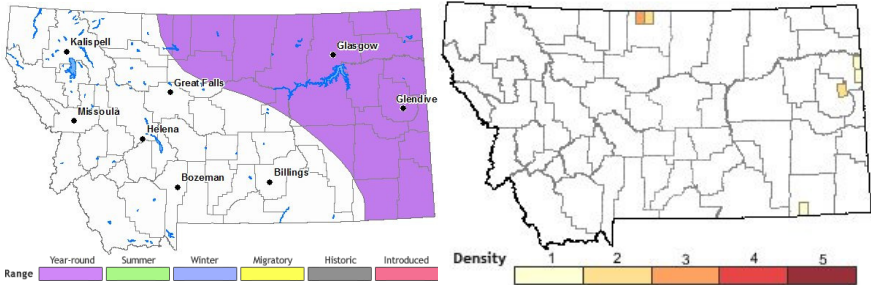 Kalispell
Glasgow
Great Falls
Glendive
Missoula
Helena
Bozeman
Billings
Year-round Summer Winter Migratory Historic Introduced
Range
Density
1 2 3 4 5